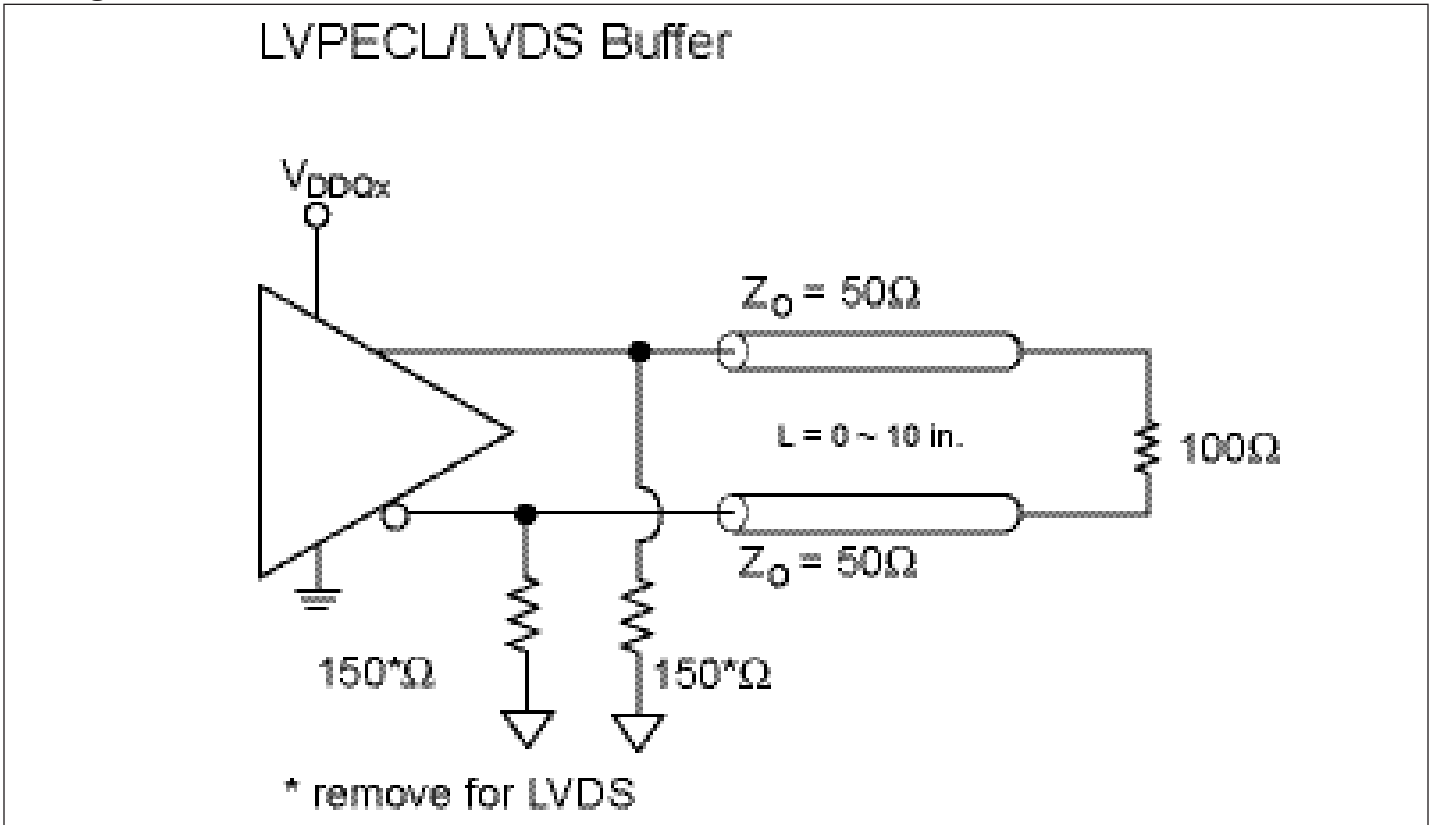 LVPECL/LVDS Buffer
VDDQx
ZO = 50Ω
L = 0 ~ 10 in.
100Ω
ZO = 50Ω
150*Ω
150*Ω
* remove for LVDS